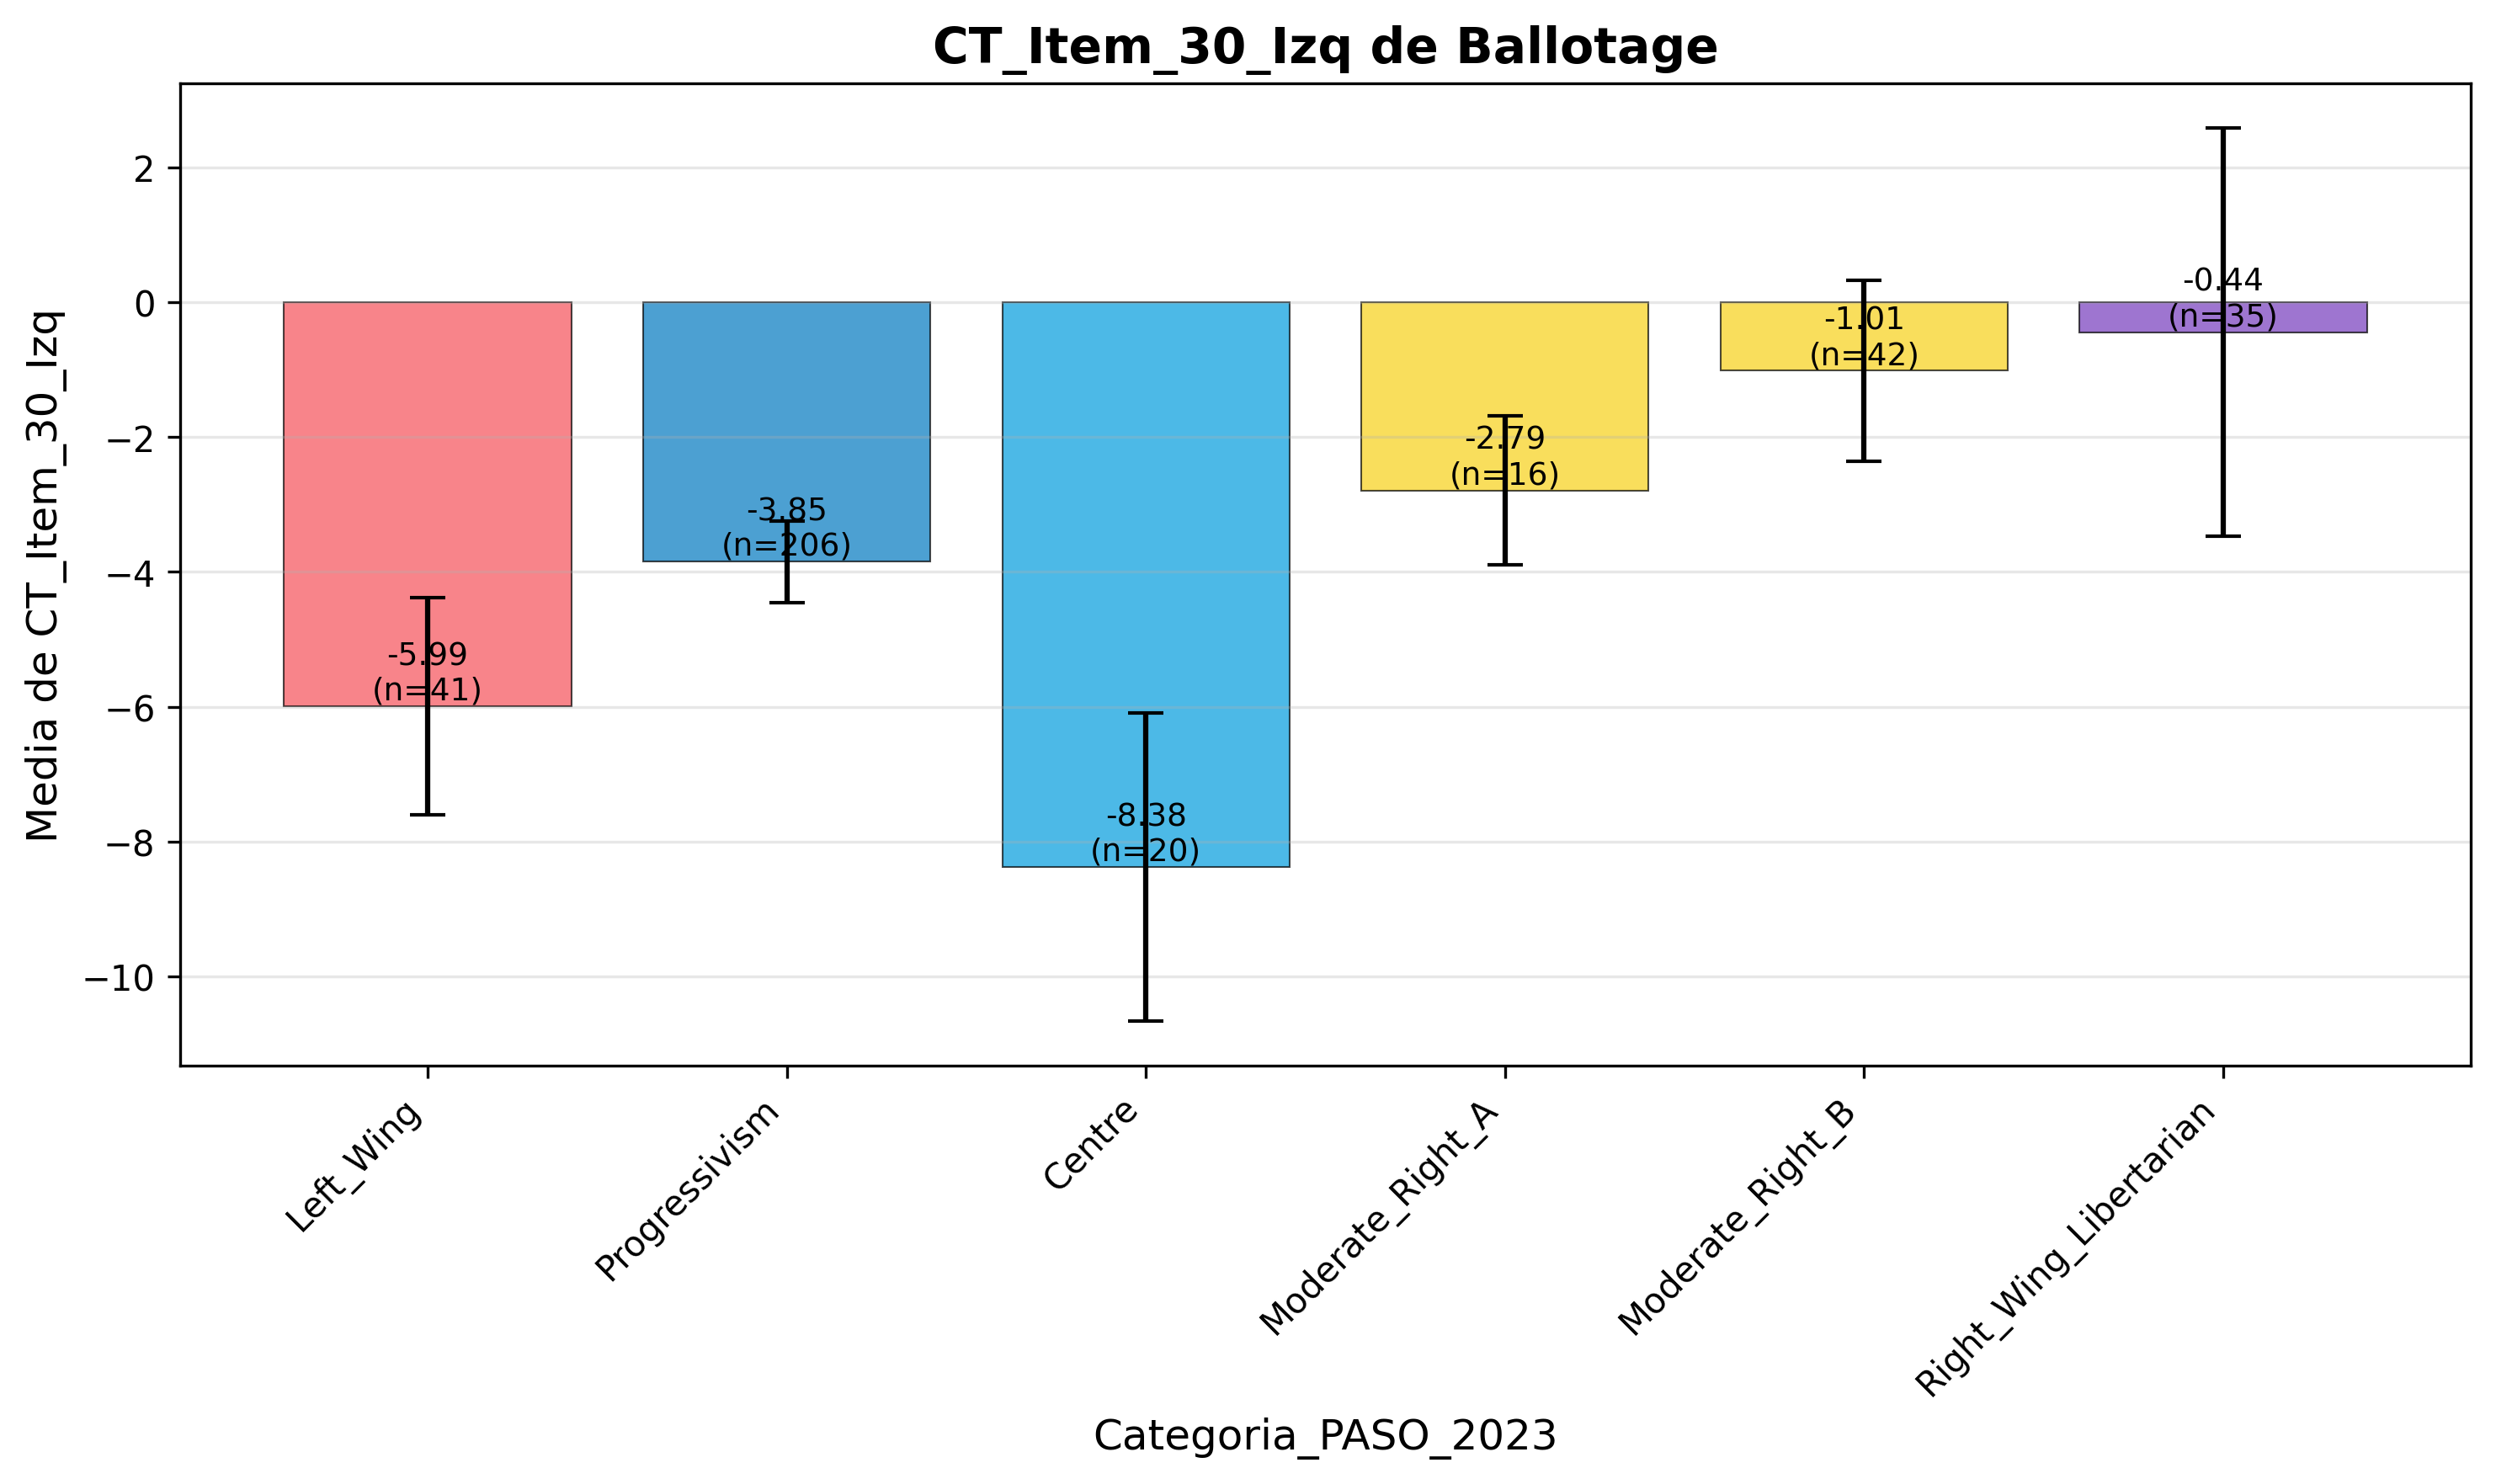 CT_Item_30_Izq de Ballotage
Media de CT_Item_30_Izq
2
0
−2
−4
−6
−8
−10
-5.99
(n=41)
-3.85
(n=206)
-8.38
(n=20)
-2.79
(n=16)
-1.01
(n=42)
-0.44
(n=35)
Left_Wing
Progressivism
Centre
Moderate_Right_A
Moderate_Right_B
Right_Wing_Libertarian
Categoria_PASO_2023